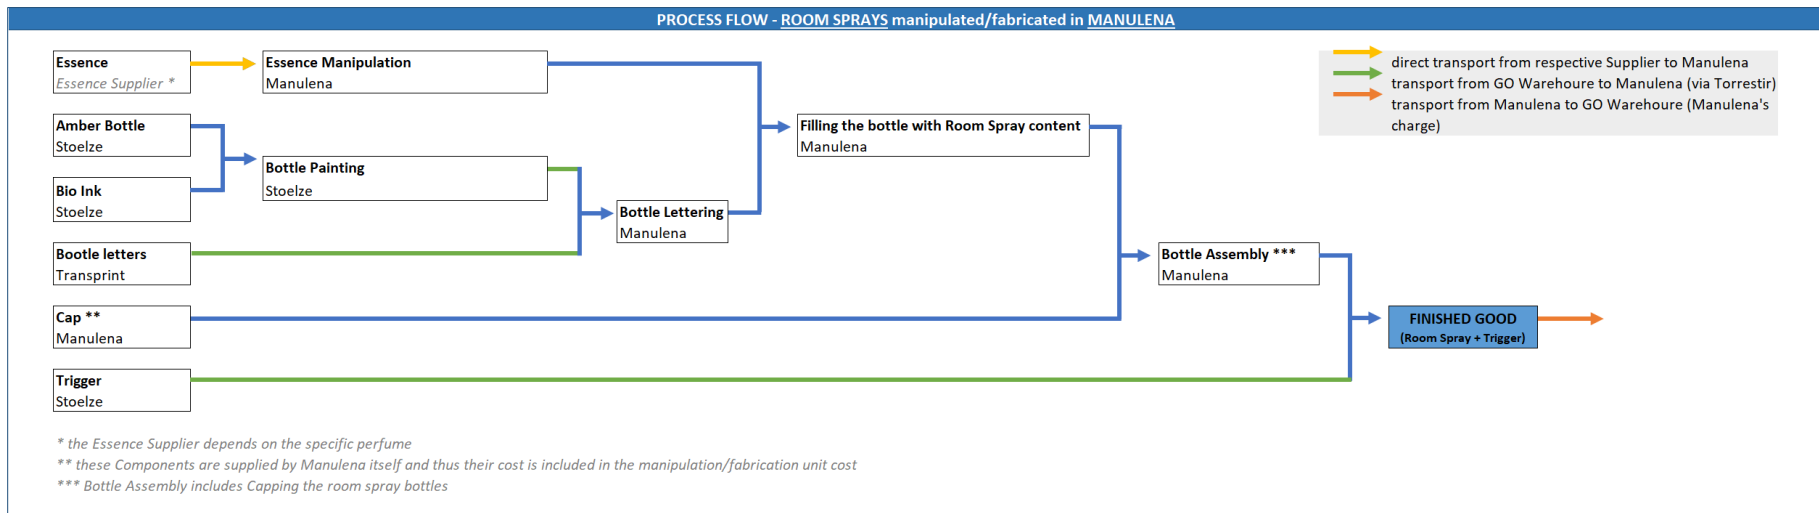 PROCESS FLOW - ROOM SPRAYS manipulated/fabricated in MANULENA
Essence
Essence Supplier *
Essence Manipulation
Manulena
direct transport from respective Supplier to Manulena
transport from GO Warehoure to Manulena (via Torrestir)
transport from Manulena to GO Warehoure (Manulena's
charge)
Amber Bottle
Stoelze
Filling the bottle with Room Spray content
Manulena
Bottle Painting
Stoelze
Bio Ink
Stoelze
Bottle Lettering
Manulena
Bootle letters
Transprint
Bottle Assembly ***
Manulena
Cap **
Manulena
FINISHED GOOD
(Room Spray + Trigger)
Trigger
Stoelze
* the Essence Supplier depends on the specific perfume
** these Components are supplied by Manulena itself and thus their cost is included in the manipulation/fabrication unit cost
*** Bottle Assembly includes Capping the room spray bottles